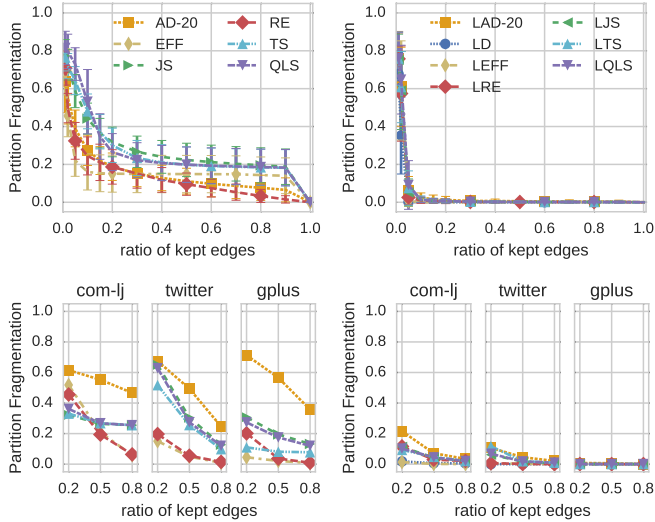 1.0
0.8
0.6
0.4
0.2
0.0
Partition Fragmentation
AD-20
EFF
JS
RE
TS
QLS
0.0 0.2 0.4 0.6 0.8 1.0
ratio of kept edges
1.0
0.8
0.6
0.4
0.2
0.0
Partition Fragmentation
LAD-20
LD
LEFF
LRE
LJS
LTS
LQLS
0.0 0.2 0.4 0.6 0.8 1.0
ratio of kept edges
com-lj twitter gplus
1.0
0.8
0.6
0.4
0.2
0.0
Partition Fragmentation
0.2 0.5 0.8 0.2 0.5 0.8 0.2 0.5 0.8
ratio of kept edges
com-lj twitter gplus
1.0
0.8
0.6
0.4
0.2
0.0
Partition Fragmentation
0.2 0.5 0.8 0.2 0.5 0.8 0.2 0.5 0.8
ratio of kept edges